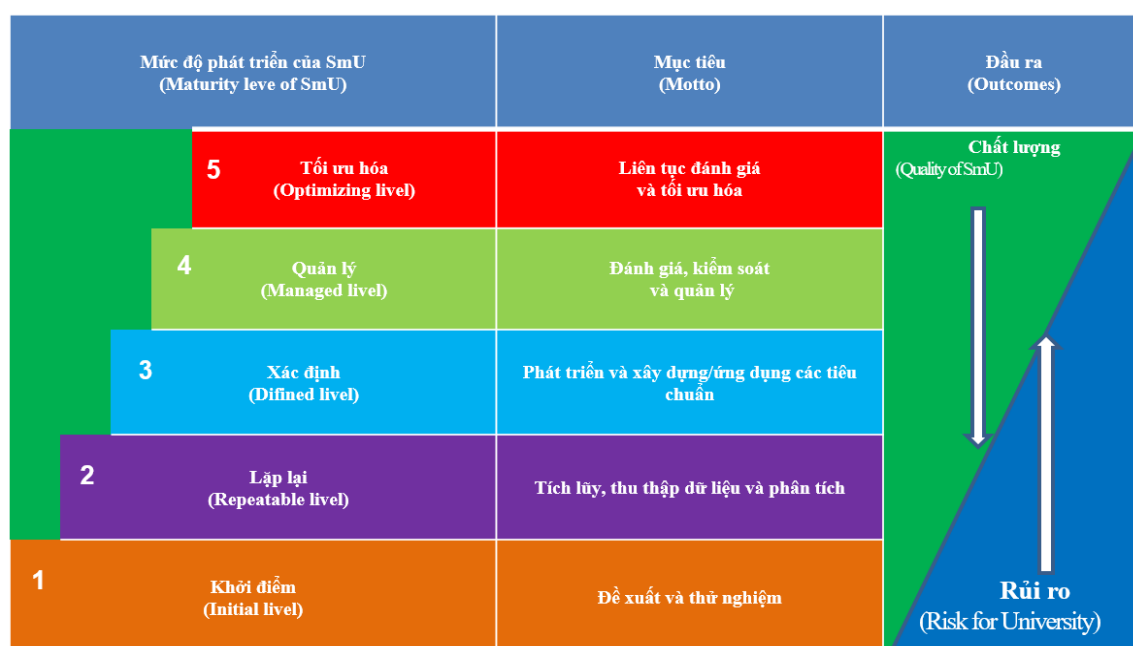 Mức độ phát triển của SmU
(Maturity leve of SmU)
Mục tiêu
(Motto)
Đầu ra
(Outcomes)
5
Tối ưu hóa
(Optimizing livel)
Liên tục đánh giá
và tối ưu hóa
Chất lượng
(Quality of SmU)
4
Quản lý
(Managed livel)
Đánh giá, kiểm soát
và quản lý
3
Xác định
(Difined livel)
Phát triển và xây dựng/ứng dụng các tiêu
chuẩn
2
Lặp lại
(Repeatable livel)
Tích lũy, thu thập dữ liệu và phân tích
1
Khởi điểm
(Initial livel)
Đề xuất và thử nghiệm
Rủi ro
(Risk for University)